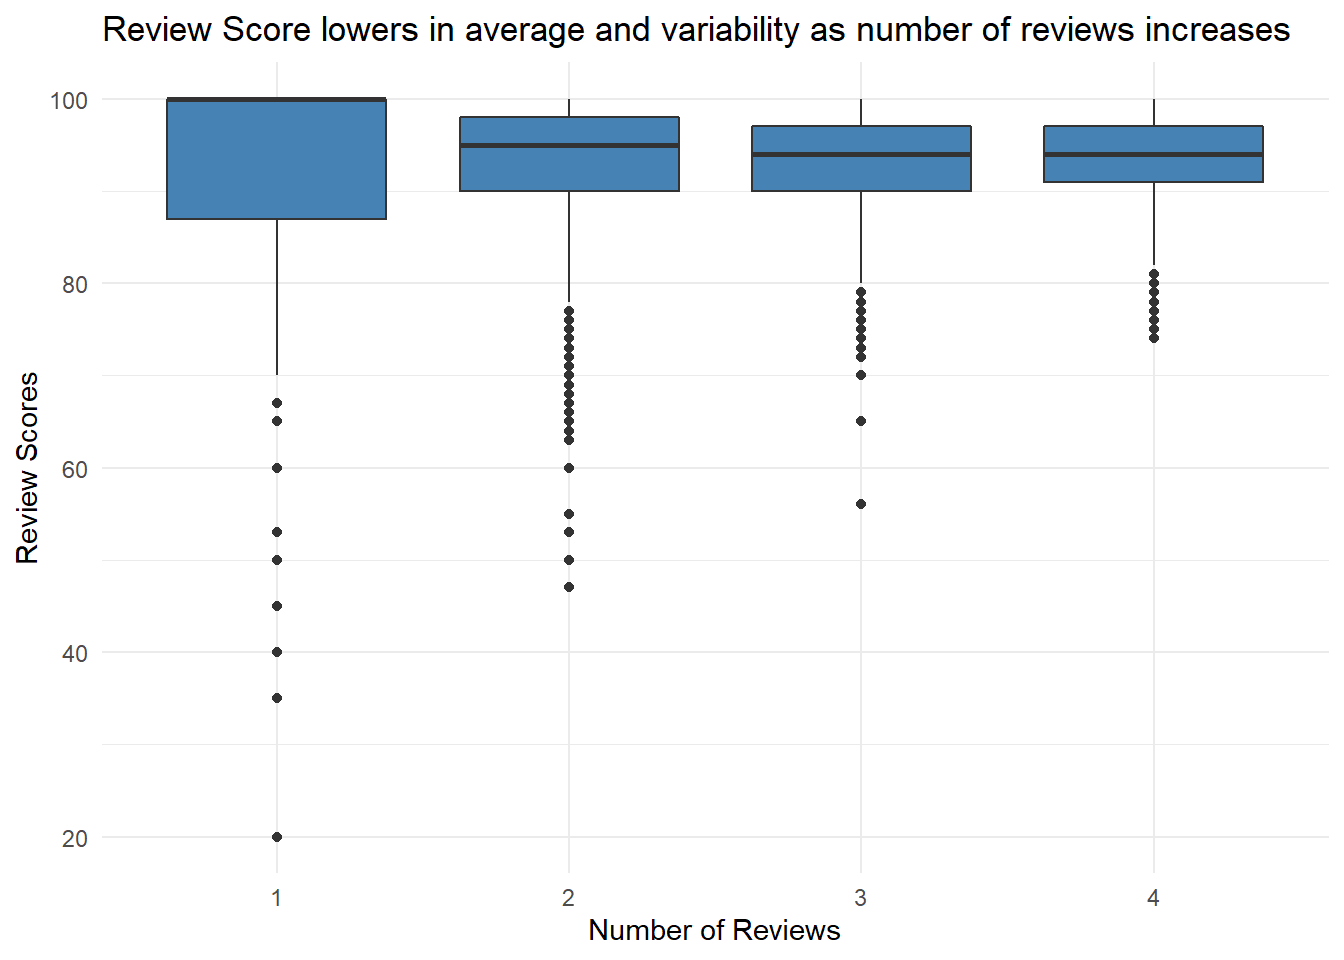 Review Score lowers in average and variability as number of reviews increases
Review Scores
100
80
60
40
20
1 2 3 4
Number of Reviews